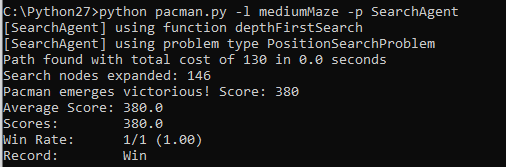 C:\Python27>python pacman.py -l mediumMaze -p SearchAgent
[SearchAgent] using function depthFirstSearch
[SearchAgent] using problem type PositionSearchProblem
Path found with total cost of 130 in 0.0 seconds
Search nodes expanded: 146
Pacman emerges victorious! Score: 380
Average Score: 380.0
Scores:        380.0
Win Rate:      1/1 (1.00)
Record:        Win